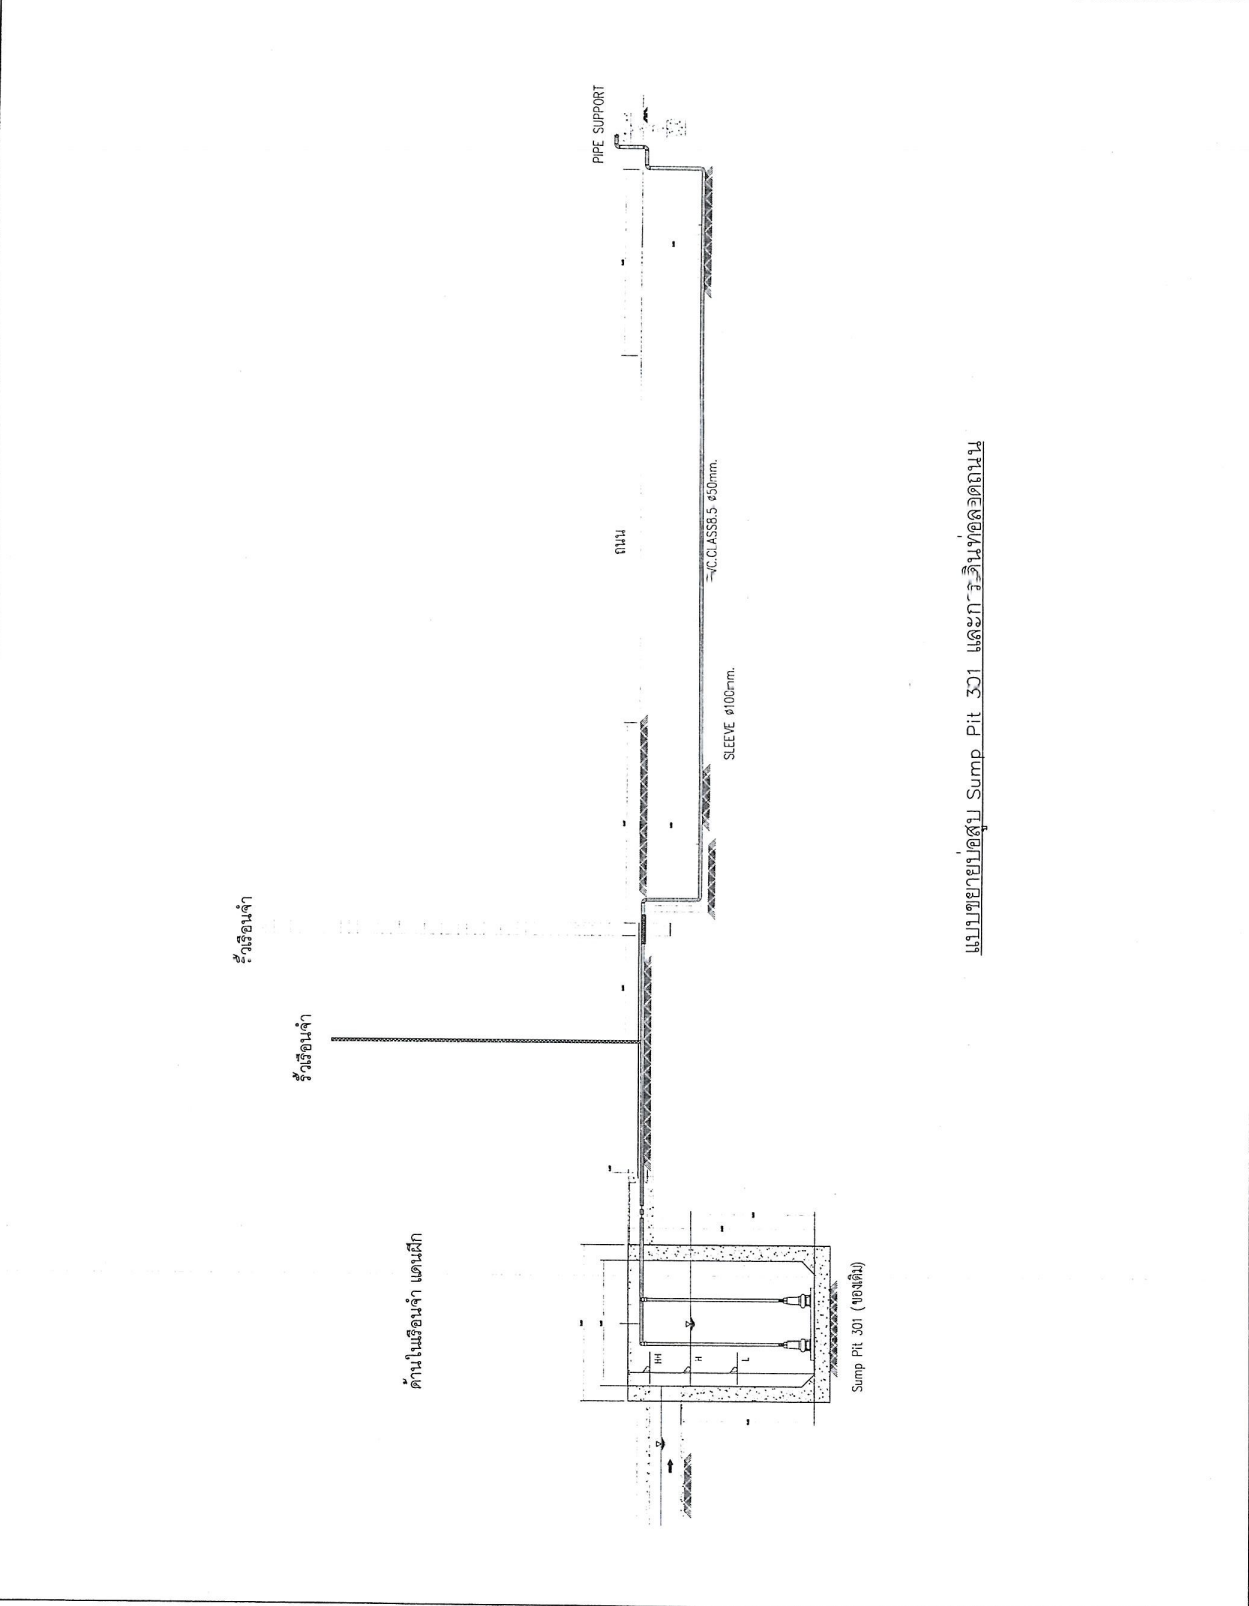 รั้วเรือนจำ
รั้วเรือนจำ
ด้านในเรือนจำ แดนฝึก
PIPE SUPPORT
ถนน
VC.CLASS8.5 ø50mm.
SLEEVE ø100mm.
HH
H
L
Sump Pit 301 (ของเดิม)
แบบขยายบ่อสูบ Sump Pit 301 และการเดินท่อลอดถนน